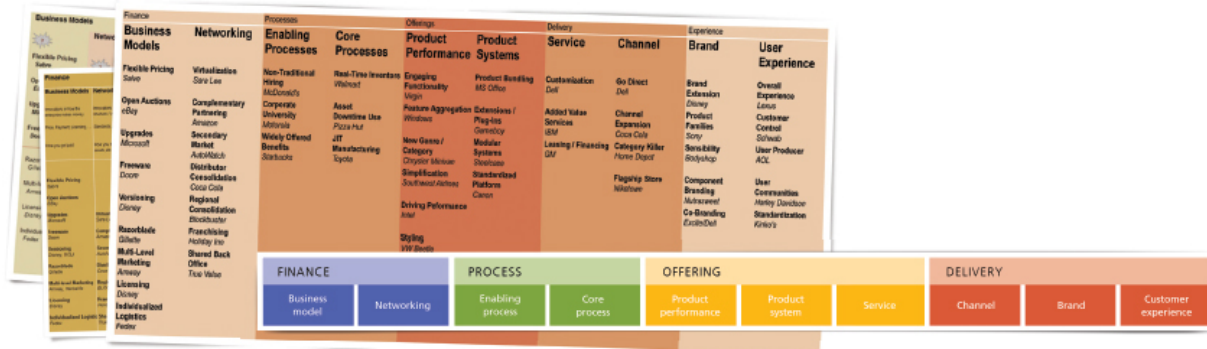 Business Models
Flexible Pricing
Salve
Finance
Business Models
Flexible Pricing
Open Auctions
Upgrades
Freeware
Finance
Processes
Offerings
Delivery
Experience
Business
Models
Networking
Enabling
Processes
Core
Processes
Product
Performance
Product
Systems
Service
Channel
Brand
User
Experience
Flexible Pricing
Salve
Open Auctions
eBay
Upgrades
Microsoft
Freeware
Doom
Versioning
Disney
Razorblade
Gillette
Multi-Level
Marketing
Amway
Licensing
Disney
Individualized
Logistics
Fedex
Virtualization
Sara Lee
Complementary
Partnering
Amazon
Secondary
Market
AutoWatch
Distributor
Consolidation
Coca Cola
Regional
Consolidation
Blockbuster
Franchising
Holiday Inn
Shared Back
Office
True Value
Non-Traditional
Hiring
McDonald's
Corporate
University
Motorola
Widely Offered
Benefits
Starbucks
Real-Time Inventory
Walmart
Asset
Downtime Use
Pizza Hut
JIT
Manufacturing
Toyota
Engaging
Functionality
Virgin
Feature Aggregation
Windows
New Genre /
Category
Chrysler Minivan
Simplification
Southwest Airlines
Driving Peformance
Intel
Styling
VW Beetle
Product Bundling
MS Office
Extensions /
Plug-ins
Gameboy
Modular
Systems
Steelcase
Standardized
Platform
Canon
Customization
Dell
Added Value
Services
IBM
Leasing / Financing
GM
Go Direct
Dell
Channel
Expansion
Coca Cola
Category Killer
Home Depot
Flagship Store
Niketown
Brand
Extension
Disney
Product
Families
Sony
Sensibility
Bodyshop
Component
Branding
Nutrasweet
Co-Branding
Excite/Dell
Overall
Experience
Lexus
Customer
Control
Schwab
User Producer
AOL
User
Communities
Harley Davidson
Standardization
Kinko's
FINANCE
PROCESS
OFFERING
DELIVERY
Business
model
Networking
Enabling
process
Core
process
Product
performance
Product
system
Service
Channel
Brand
Customer
experience